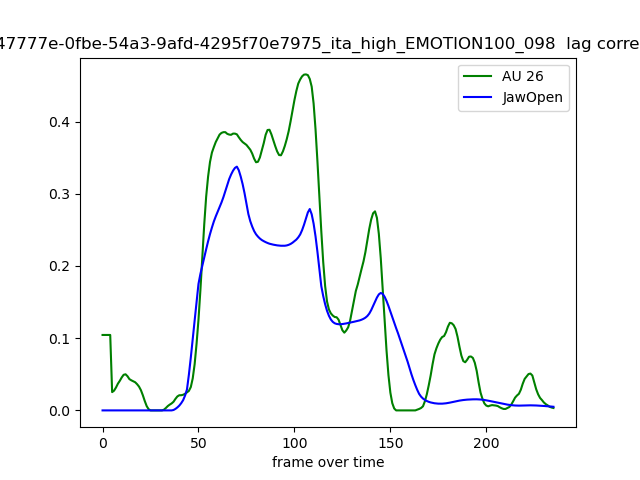 47777e-0fbe-54a3-9afd-4295f70e7975_ita_high_EMOTION100_098 lag corre
AU 26
JawOpen
0.4
0.3
0.2
0.1
0.0
0 50 100 150 200
frame over time